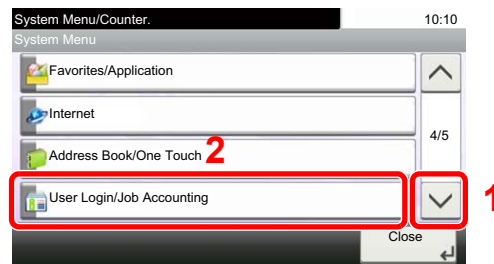 System Menu/Counter. 10:10
System Menu
Favorites/Application
Internet
4/5
Address Book/One Touch 2
User Login/Job Accounting 1
Close